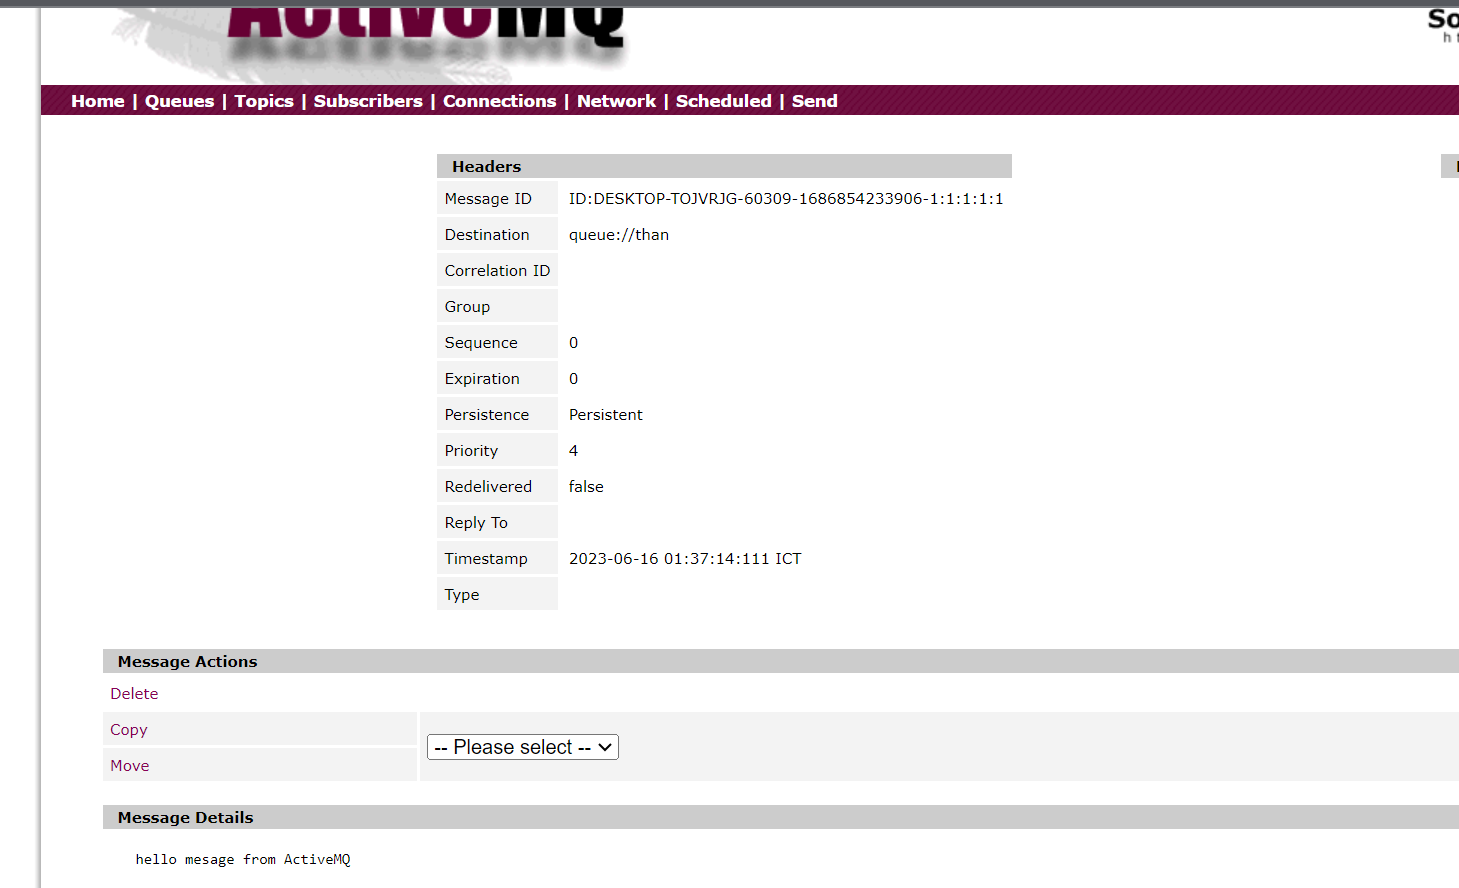 ActiveMQ
Home | Queues | Topics | Subscribers | Connections | Network | Scheduled | Send
Headers
Message ID ID:DESKTOP-TOJVRJG-60309-1686854233906-1:1:1:1:1
Destination queue://than
Correlation ID
Group
Sequence 0
Expiration 0
Persistence Persistent
Priority 4
Redelivered false
Reply To
Timestamp 2023-06-16 01:37:14:111 ICT
Type
Message Actions
Delete
Copy
-- Please select --
Move
Message Details
hello mesage from ActiveMQ